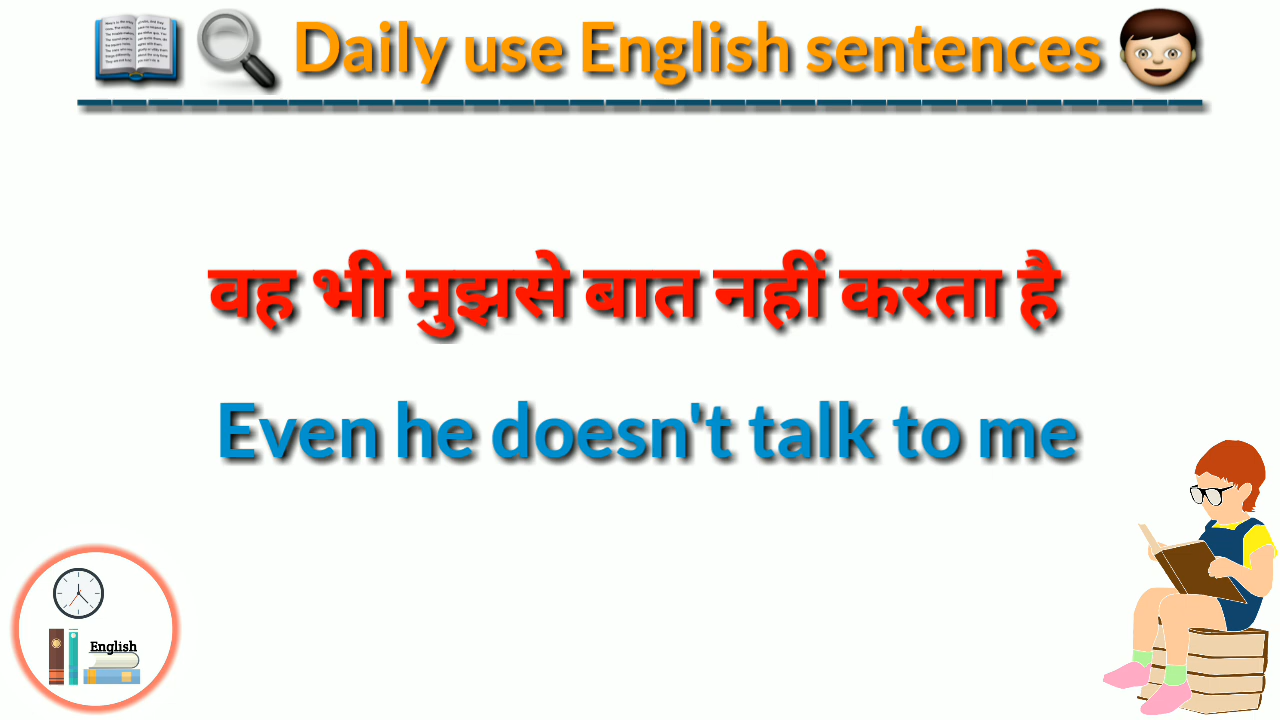 Daily use English sentences
वह भी मुझसे बात नहीं करता है
Even he doesn't talk to me
English